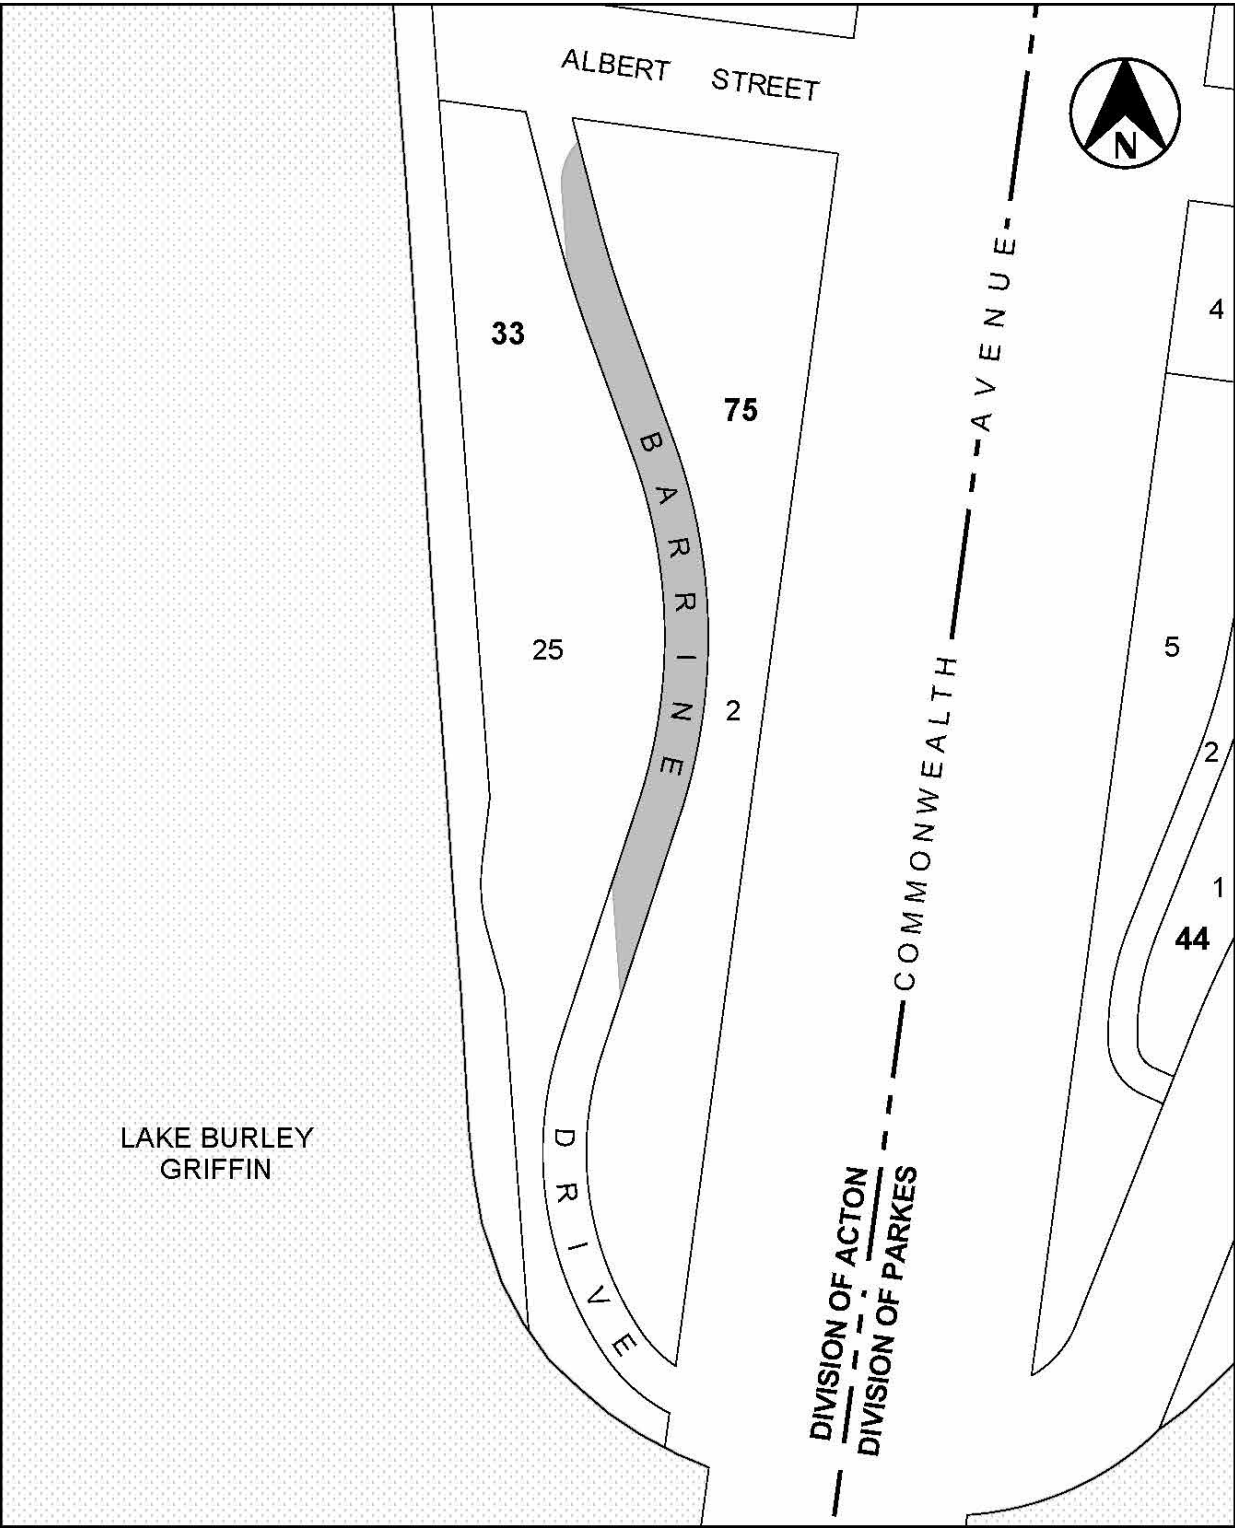 ALBERT STREET
N
33
75
4
BARRINE DRIVE
25
2
5
2
1
44
COMMONWEALTH AVENUE
LAKE BURLEY
GRIFFIN
DIVISION OF ACTON
DIVISION OF PARKES